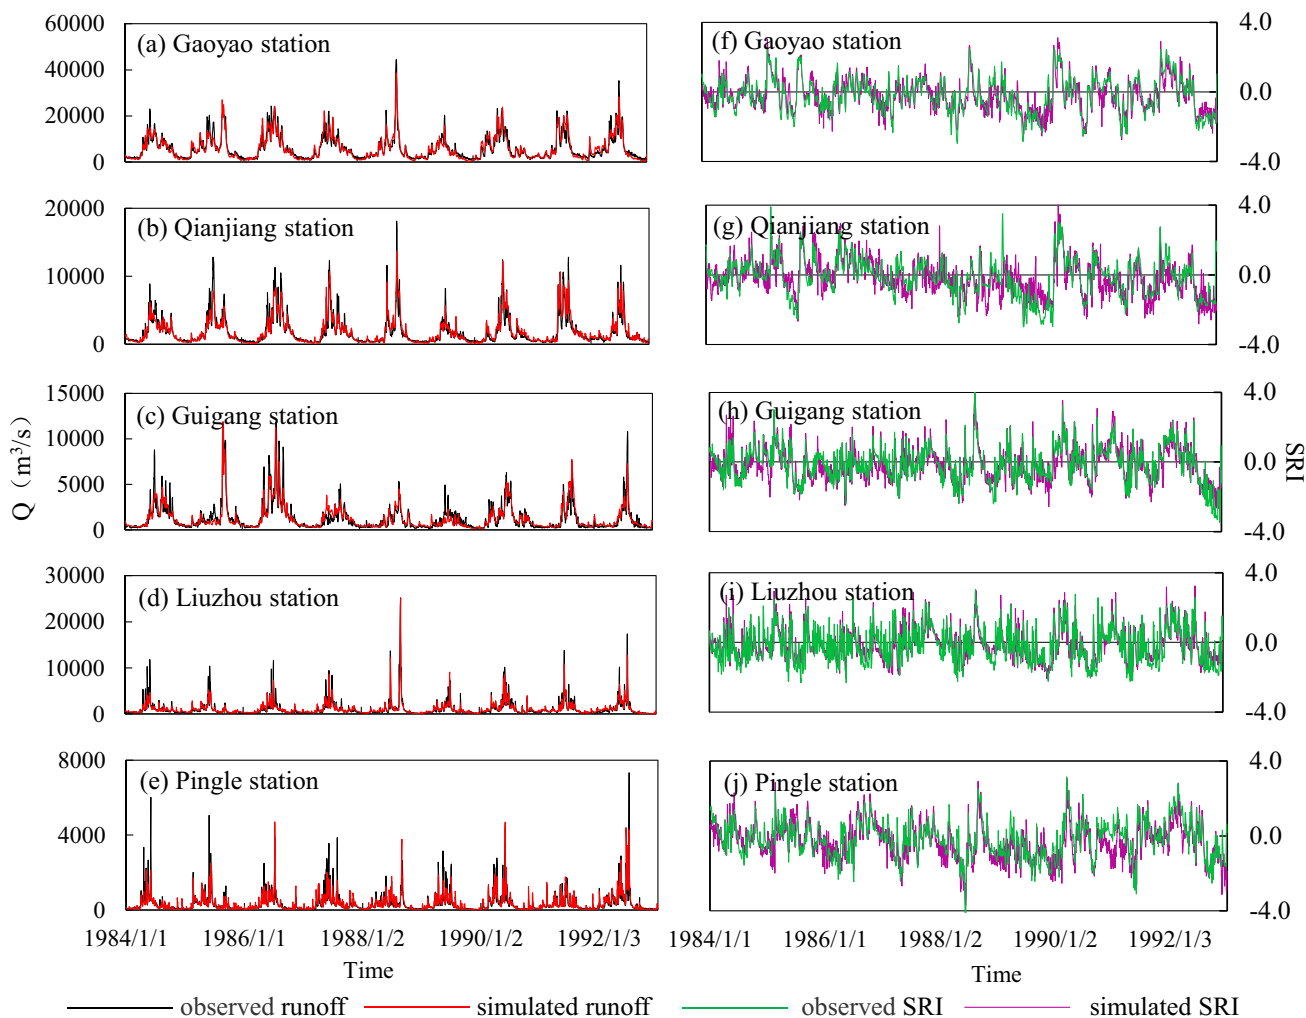 60000
40000
20000
0
(a) Gaoyao station
4.0
0.0
-4.0
(f) Gaoyao station
20000
10000
0
(b) Qianjiang station
4.0
0.0
-4.0
(g) Qianjiang station
15000
10000
5000
0
(c) Guigang station
4.0
0.0
-4.0
(h) Guigang station
Q（m³/s）
SRI
30000
20000
10000
0
(d) Liuzhou station
4.0
0.0
-4.0
(i) Liuzhou station
8000
4000
0
(e) Pingle station
4.0
0.0
-4.0
(j) Pingle station
1984/1/1 1986/1/1 1988/1/2 1990/1/2 1992/1/3
1984/1/1 1986/1/1 1988/1/2 1990/1/2 1992/1/3
Time
Time
observed runoff
simulated runoff
observed SRI
simulated SRI